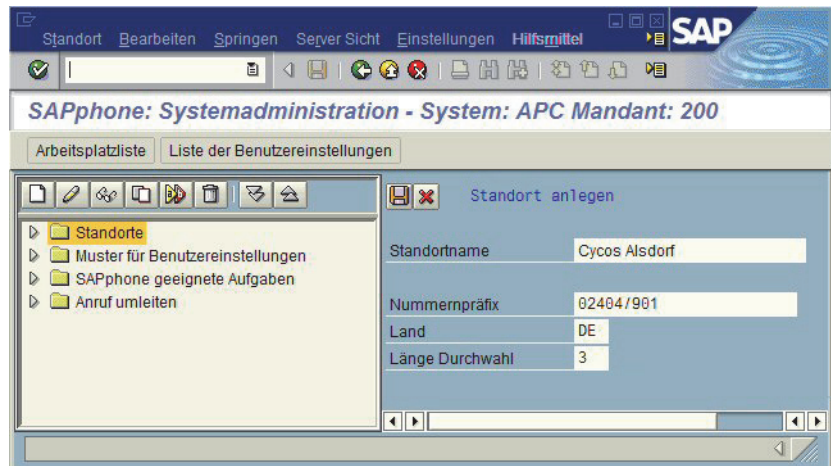 Standort Bearbeiten Springen Server Sicht Einstellungen Hilfsmittel
SAP
SAPphone: Systemadministration - System: APC Mandant: 200
Arbeitsplatzliste Liste der Benutzereinstellungen
Standort anlegen
Standorte
Muster für Benutzereinstellungen
SAPphone geeignete Aufgaben
Anruf umleiten
Standortname Cycos Alsdorf
Nummernpräfix 02404/901
Land DE
Länge Durchwahl 3